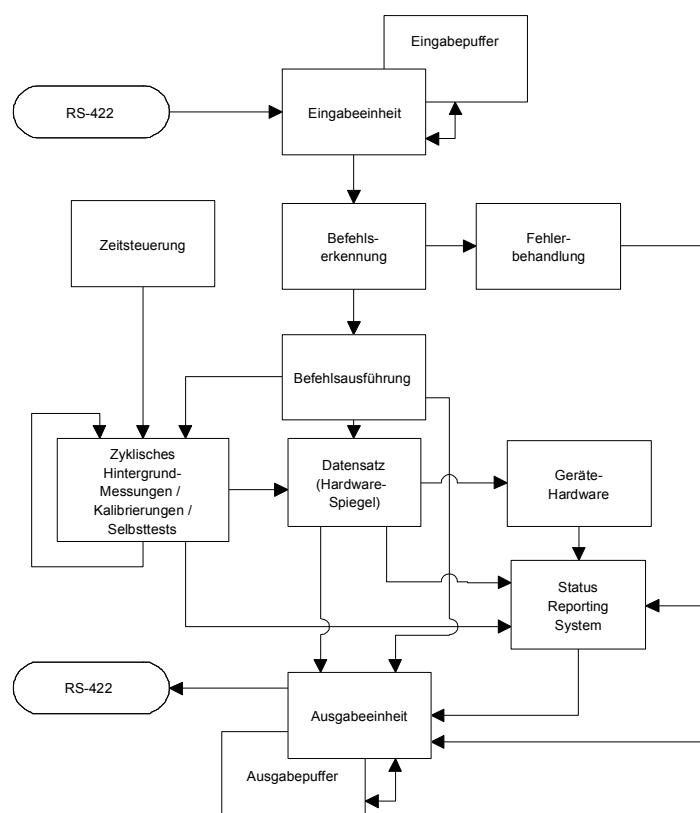 Eingabepuffer
RS-422
Eingabeeinheit
Zeitsteuerung
Befehls-
erkennung
Fehler-
behandlung
Befehlsausführung
Zyklisches
Hintergrund-
Messungen /
Kalibrierungen /
Selbsttests
Datensatz
(Hardware-
Spiegel)
Geräte-
Hardware
Status
Reporting
System
RS-422
Ausgabeeinheit
Ausgabepuffer